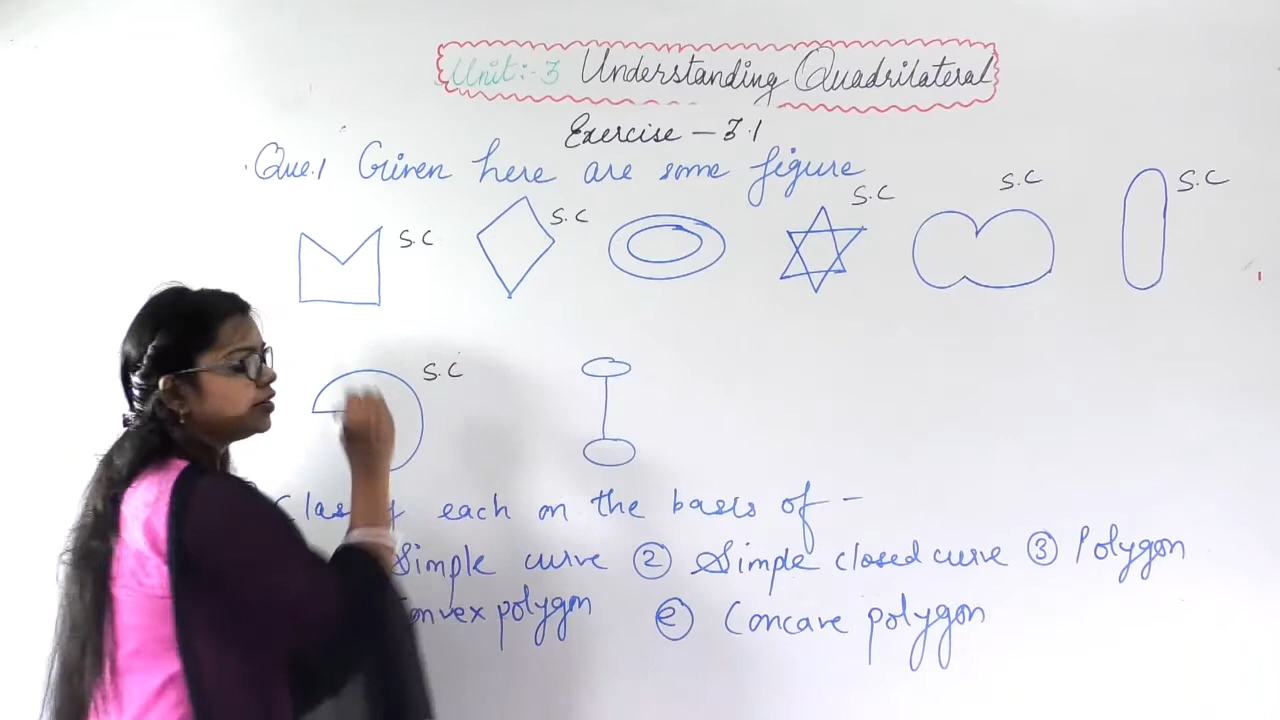 Unit:-3 Understanding Quadrilateral
Exercise - 3.1
Que.1 Given here are some figure
S.C S.C S.C S.C S.C
S.C
each on the basis of -
Simple curve ② Simple closed curve ③ Polygon
polygon ⓔ Concave polygon